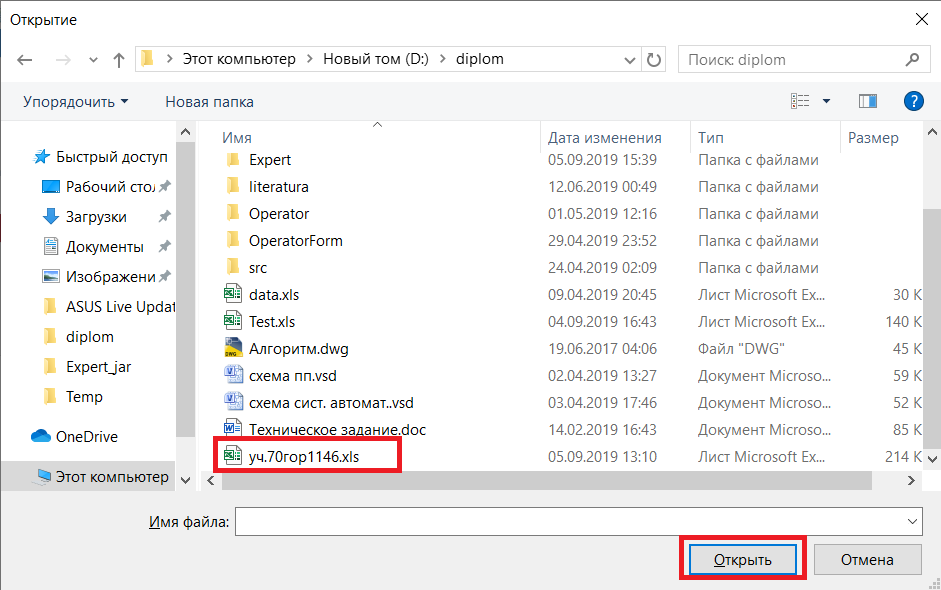 Открытие
Этот компьютер > Новый том (D:) > diplom
Поиск: diplom
Упорядочить
Новая папка
?
Имя Дата изменения Тип Размер
Быстрый доступ
Рабочий стол
Загрузки
Документы
Изображени
ASUS Live Updat
diplom
Expert_jar
Temp
OneDrive
Этот компьютер
Expert 05.09.2019 15:39 Папка с файлами
literatura 12.06.2019 00:49 Папка с файлами
Operator 01.05.2019 12:16 Папка с файлами
OperatorForm 29.04.2019 23:52 Папка с файлами
src 24.04.2019 02:09 Папка с файлами
data.xls 09.04.2019 20:45 Лист Microsoft Ex... 30 К
Test.xls 04.09.2019 16:43 Лист Microsoft Ex... 140 К
Алгоритм.dwg 19.06.2017 04:06 Файл "DWG" 45 К
схема пп.vsd 02.04.2019 13:27 Документ Microso... 59 К
схема сист. автомат..vsd 03.04.2019 17:46 Документ Microso... 52 К
Техническое задание.doc 14.02.2019 16:43 Документ Microso... 85 К
уч.70гор1146.xls 05.09.2019 13:10 Лист Microsoft Ex... 214 К
Имя файла:
Открыть Отмена